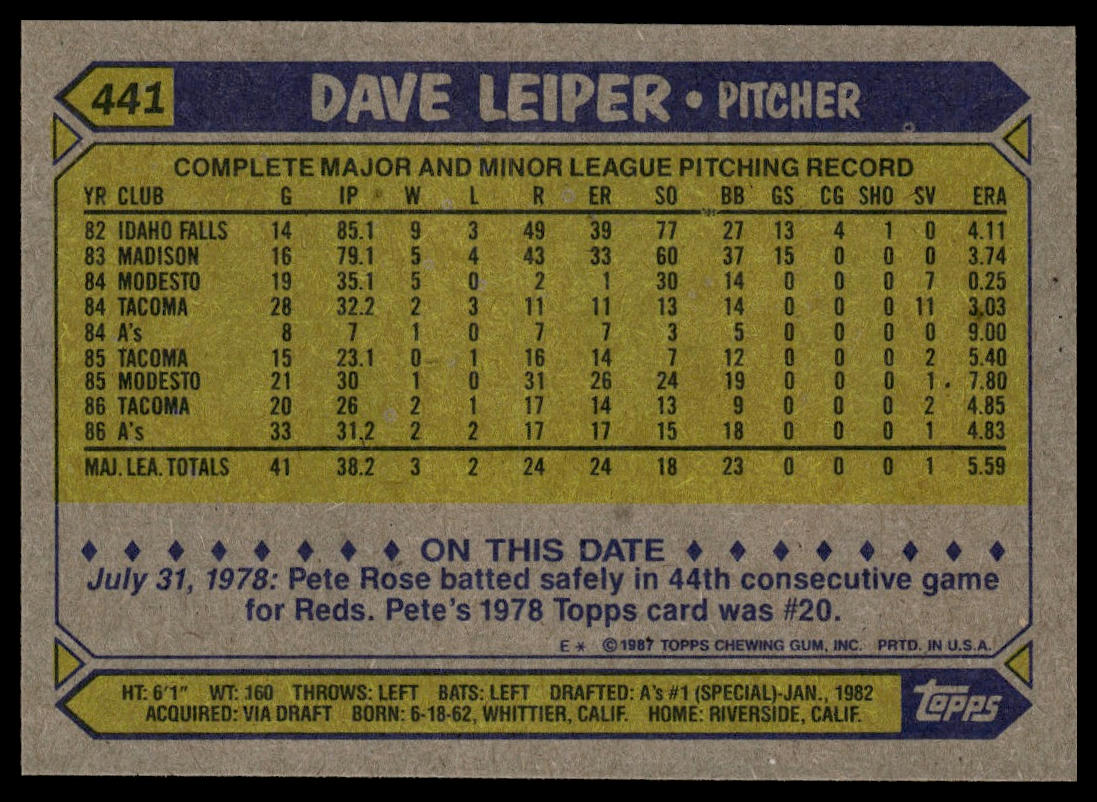 441 DAVE LEIPER • PITCHER
COMPLETE MAJOR AND MINOR LEAGUE PITCHING RECORD
YR CLUB G IP W L R ER SO BB GS CG SHO SV ERA
82 IDAHO FALLS 14 85.1 9 3 49 39 77 27 13 4 1 0 4.11
83 MADISON 16 79.1 5 4 43 33 60 37 15 0 0 0 3.74
84 MODESTO 19 35.1 5 0 2 1 30 14 0 0 0 7 0.25
84 TACOMA 28 32.2 2 3 11 11 13 14 0 0 0 11 3.03
84 A's 8 7 1 0 7 7 3 5 0 0 0 0 9.00
85 TACOMA 15 23.1 0 1 16 14 7 12 0 0 0 2 5.40
85 MODESTO 21 30 1 0 31 26 24 19 0 0 0 1 7.80
86 TACOMA 20 26 2 1 17 14 13 9 0 0 0 2 4.85
86 A's 33 31.2 2 2 17 17 15 18 0 0 0 1 4.83
MAJ. LEA. TOTALS 41 38.2 3 2 24 24 18 23 0 0 0 1 5.59
ON THIS DATE
July 31, 1978: Pete Rose batted safely in 44th consecutive game
for Reds. Pete's 1978 Topps card was #20.
E * © 1987 TOPPS CHEWING GUM, INC. PRTD. IN U.S.A.
HT: 6'1" WT: 160 THROWS: LEFT BATS: LEFT DRAFTED: A's #1 (SPECIAL)-JAN., 1982
ACQUIRED: VIA DRAFT BORN: 6-18-62, WHITTIER, CALIF. HOME: RIVERSIDE, CALIF.
Topps